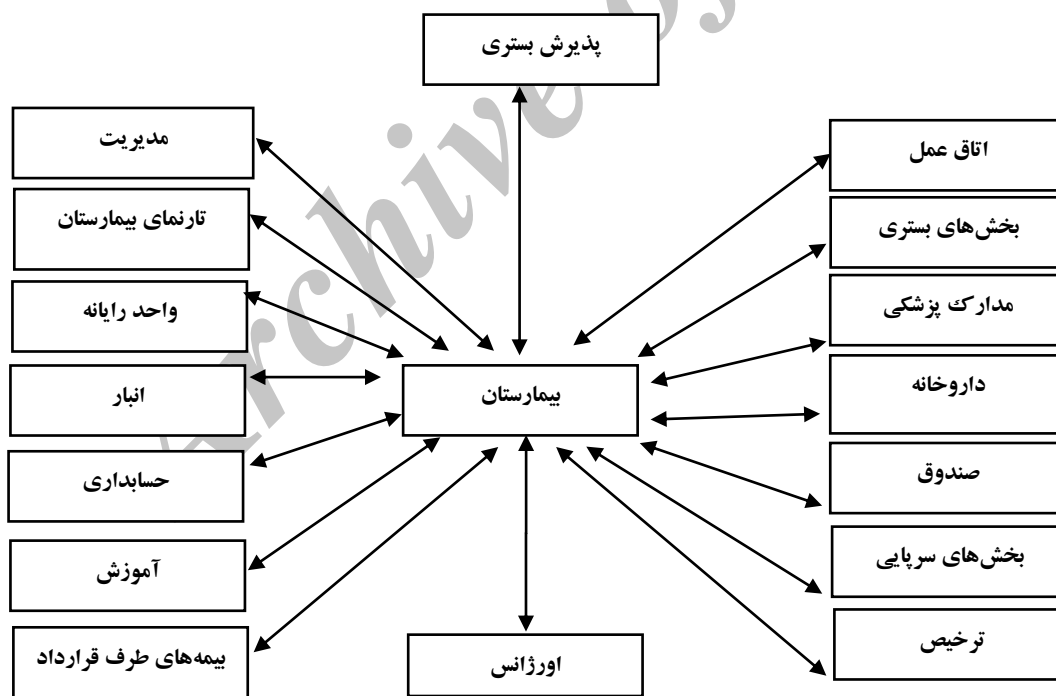 پذیرش بستری
اتاق عمل
بخش‌های بستری
مدارک پزشکی
داروخانه
صندوق
بخش‌های سرپایی
ترخیص
بیمارستان
مدیریت
تارنمای بیمارستان
واحد رایانه
انبار
حسابداری
آموزش
بیمه‌های طرف قرارداد
اورژانس
Archive